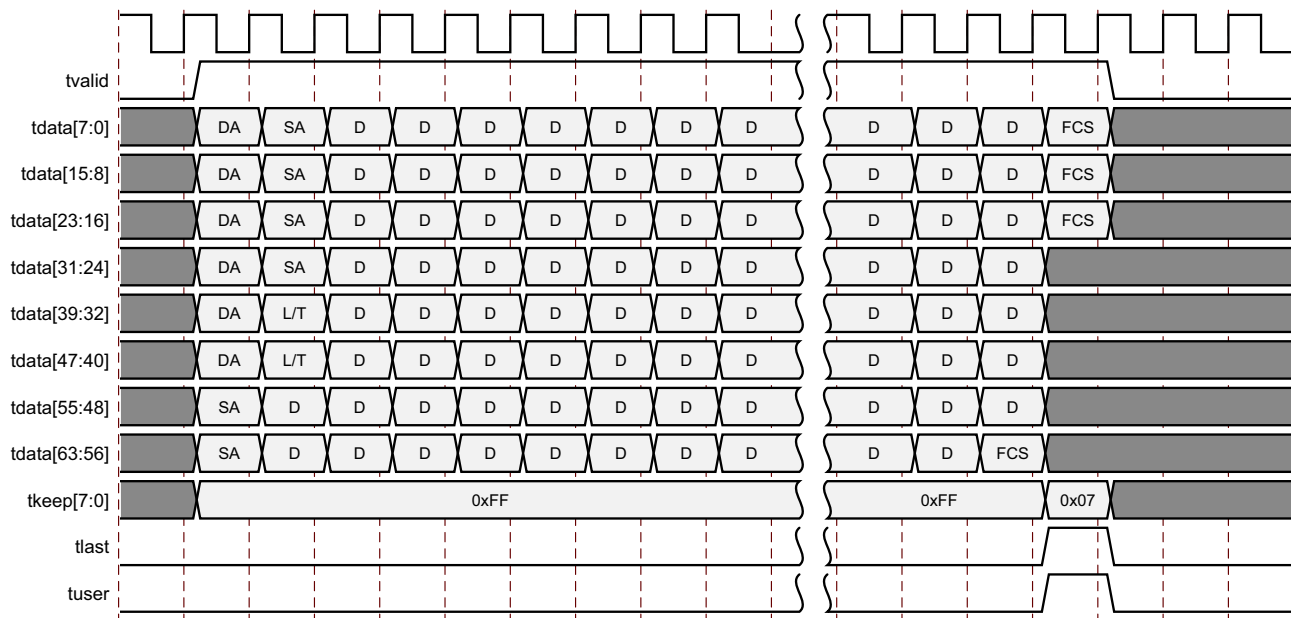 tvalid
tdata[7:0] DA SA D D D D D D D D D D FCS
tdata[15:8] DA SA D D D D D D D D D D FCS
tdata[23:16] DA SA D D D D D D D D D D FCS
tdata[31:24] DA SA D D D D D D D D D D
tdata[39:32] DA L/T D D D D D D D D D D
tdata[47:40] DA L/T D D D D D D D D D D
tdata[55:48] SA D D D D D D D D D D D
tdata[63:56] SA D D D D D D D D D D FCS
tkeep[7:0] 0xFF 0xFF 0x07
tlast
tuser